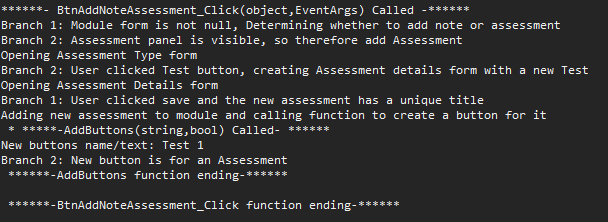 ******- BtnAddNoteAssessment_Click(object,EventArgs) Called -******
Branch 1: Module form is not null, Determining whether to add note or assessment
Branch 2: Assessment panel is visible, so therefore add Assessment
Opening Assessment Type form
Branch 2: User clicked Test button, creating Assessment details form with a new Test
Opening Assessment Details form
Branch 1: User clicked save and the new assessment has a unique title
Adding new assessment to module and calling function to create a button for it
 * *****-AddButtons(string,bool) Called- ******
New buttons name/text: Test 1
Branch 2: New button is for an Assessment
 ******-AddButtons function ending-******
 ******-BtnAddNoteAssessment_Click function ending-******